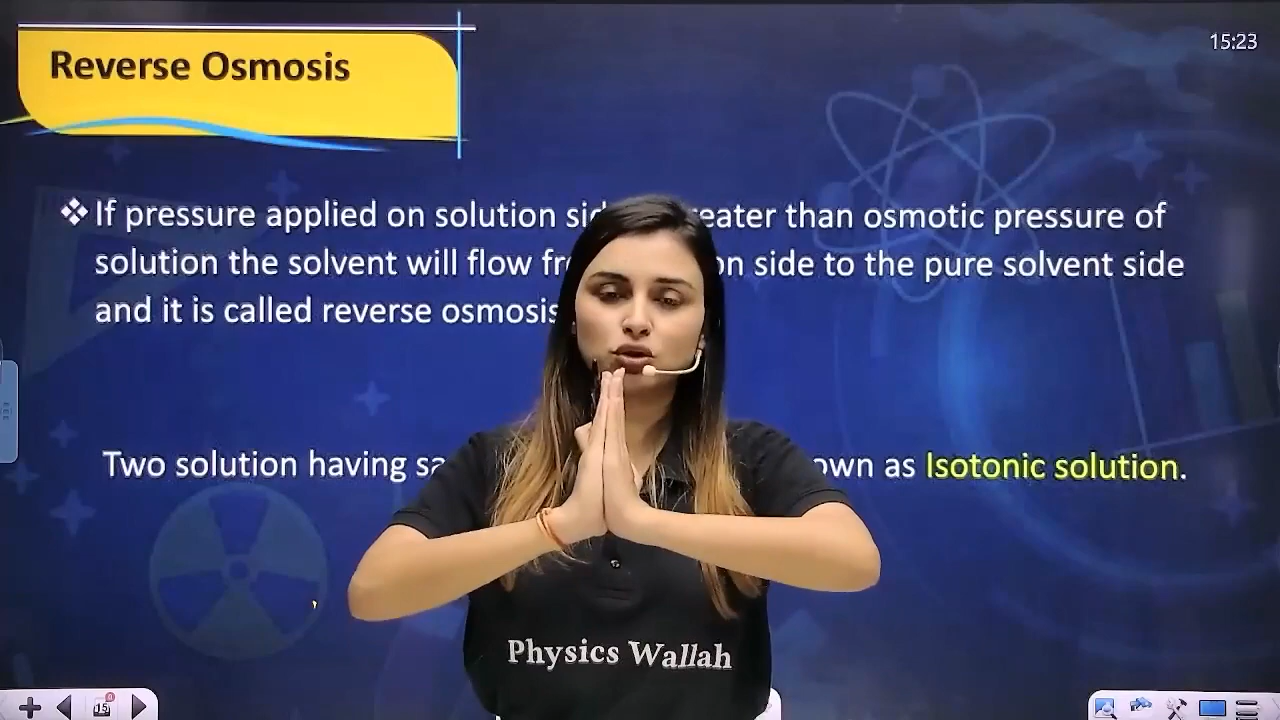 15:23
Reverse Osmosis
If pressure applied on solution sid reater than osmotic pressure of
solution the solvent will flow fr on side to the pure solvent side
and it is called reverse osmosis
Two solution having sa own as Isotonic solution.
Physics Wallah
15